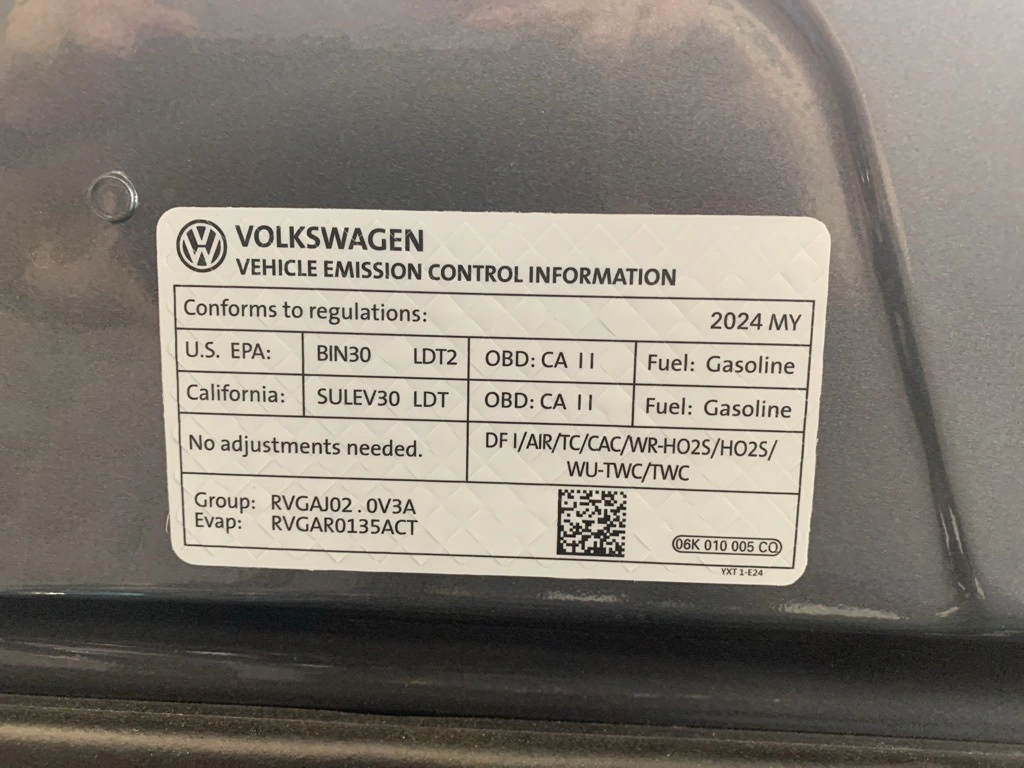 VOLKSWAGEN
VEHICLE EMISSION CONTROL INFORMATION
Conforms to regulations: 2024 MY
U.S. EPA: BIN30 LDT2 OBD: CA II Fuel: Gasoline
California: SULEV30 LDT OBD: CA II Fuel: Gasoline
No adjustments needed.
DF I/AIR/TC/CAC/WR-HO2S/HO2S/
WU-TWC/TWC
Group: RVGAJ02.0V3A
Evap: RVGAR0135ACT
06K 010 005 CQ
YXT 1-E24